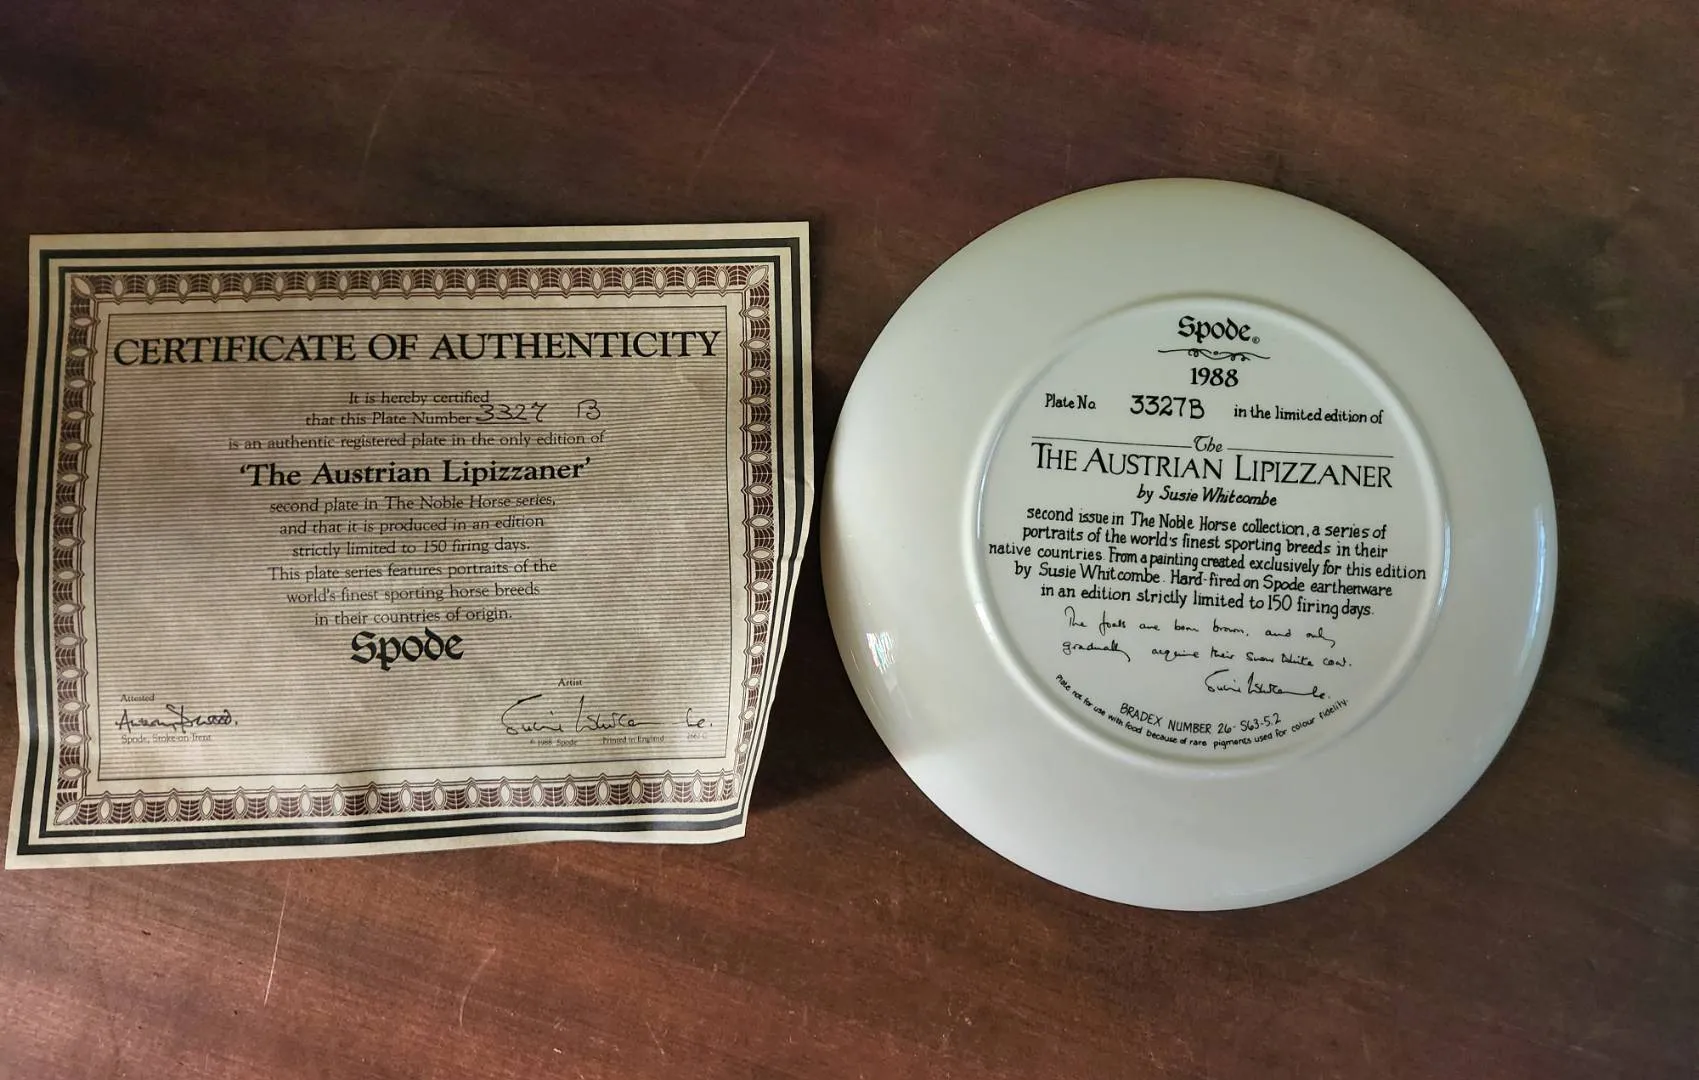 CERTIFICATE OF AUTHENTICITY
It is hereby certified
that this Plate Number 3327 B
is an authentic registered plate in the only edition of
'The Austrian Lipizzaner'
second plate in The Noble Horse series,
and that it is produced in an edition
strictly limited to 150 firing days.
This plate series features portraits of the
world's finest sporting horse breeds
in their countries of origin.
Spode
Attested
Spode, Stoke-on-Trent
Artist
Susie Whitcombe.
© 1988 Spode Printed in England
Spode®
1988
Plate No. 3327B in the limited edition of
The
THE AUSTRIAN LIPIZZANER
by Susie Whitcombe
second issue in The Noble Horse collection, a series of
portraits of the world's finest sporting breeds in their
native countries. From a painting created exclusively for this edition
by Susie Whitcombe. Hard-fired on Spode earthenware
in an edition strictly limited to 150 firing days.
The foals are born brown, and only
gradually acquire their snow white coat.
Susie Whitcombe.
BRADEX NUMBER 26-S63-5.2
Plate not for use with food because of rare pigments used for colour fidelity.